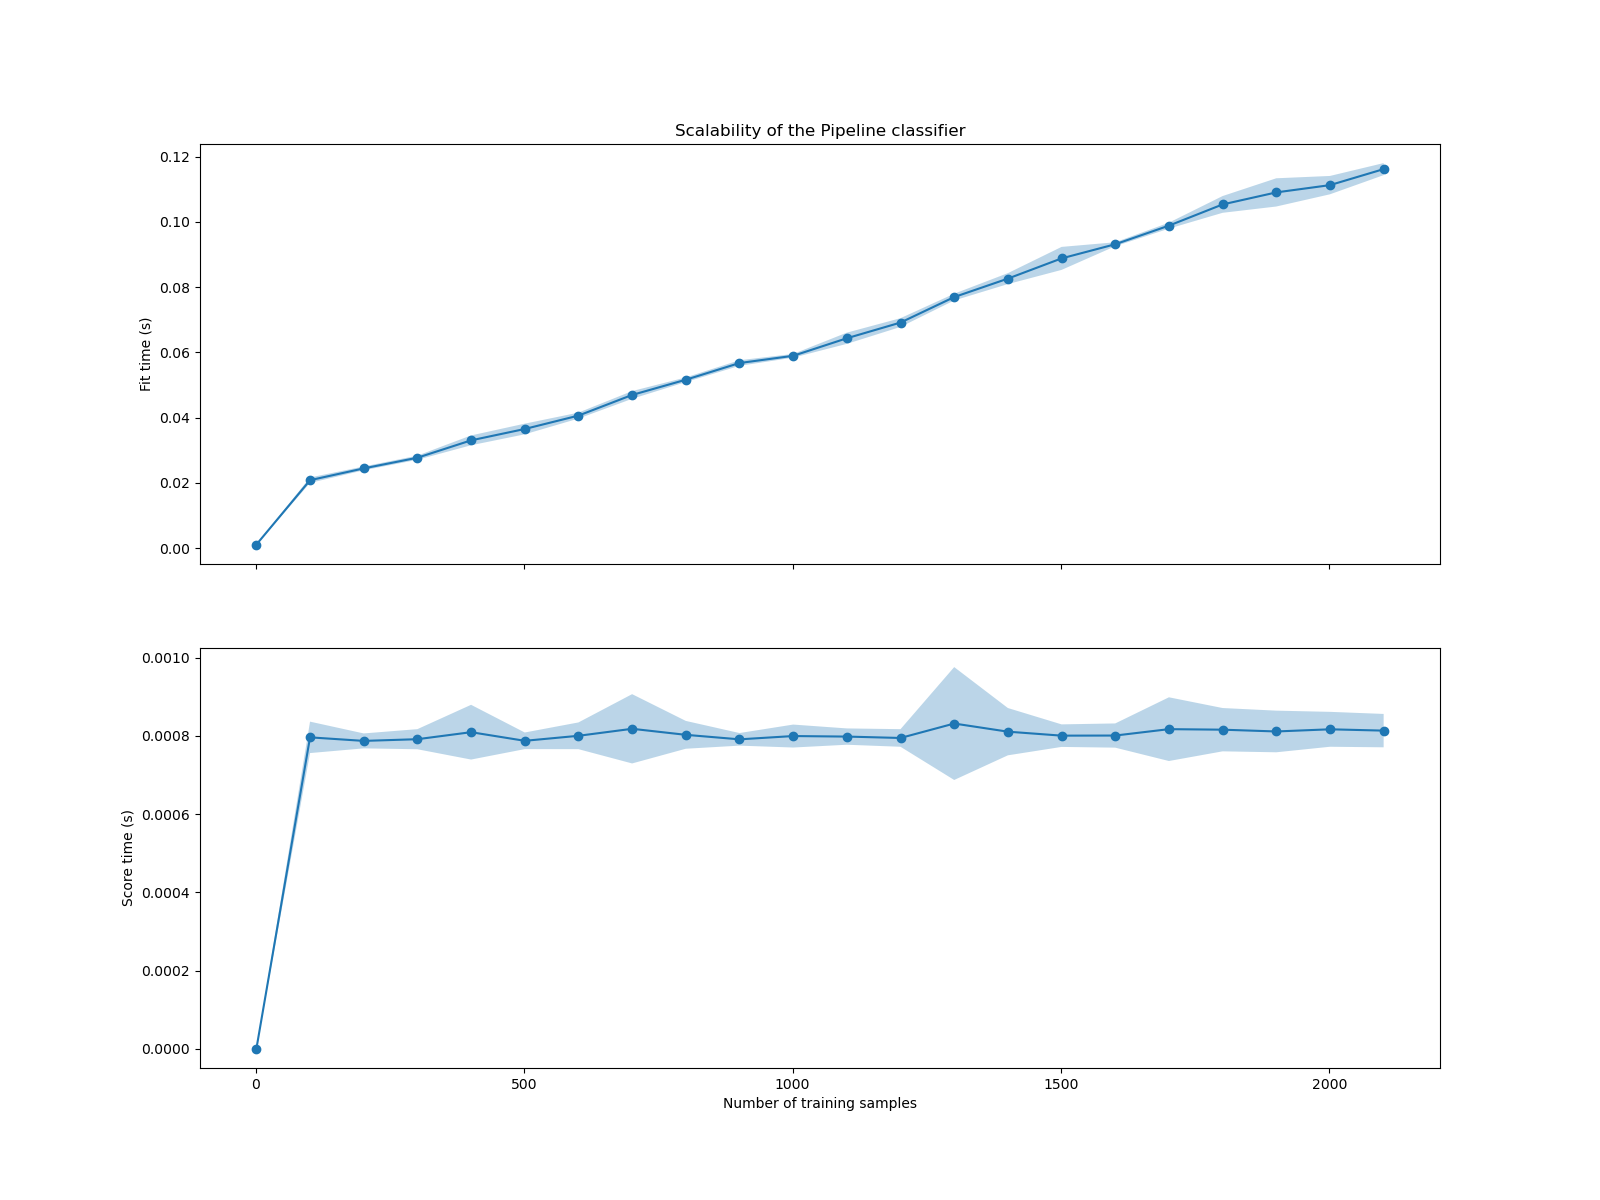 Scalability of the Pipeline classifier
0.12
0.10
0.08
0.06
0.04
0.02
0.00
Fit time (s)
0.0010
0.0008
0.0006
0.0004
0.0002
0.0000
Score time (s)
0 500 1000 1500 2000
Number of training samples